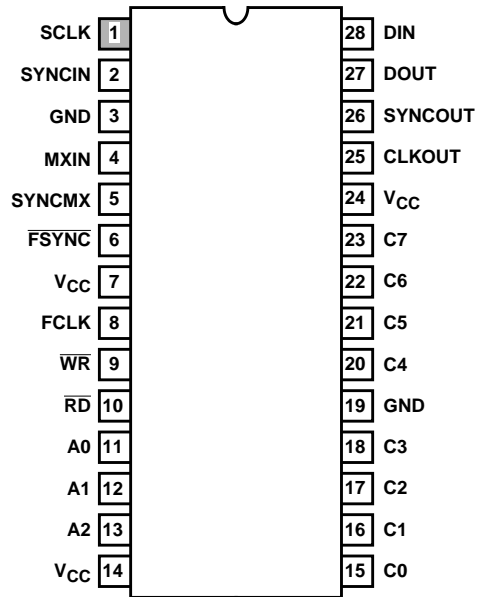 SCLK 1 28 DIN
SYNCIN 2 27 DOUT
GND 3 26 SYNCOUT
MXIN 4 25 CLKOUT
SYNCMX 5 24 VCC
FSYNC 6 23 C7
VCC 7 22 C6
FCLK 8 21 C5
WR 9 20 C4
RD 10 19 GND
A0 11 18 C3
A1 12 17 C2
A2 13 16 C1
VCC 14 15 C0